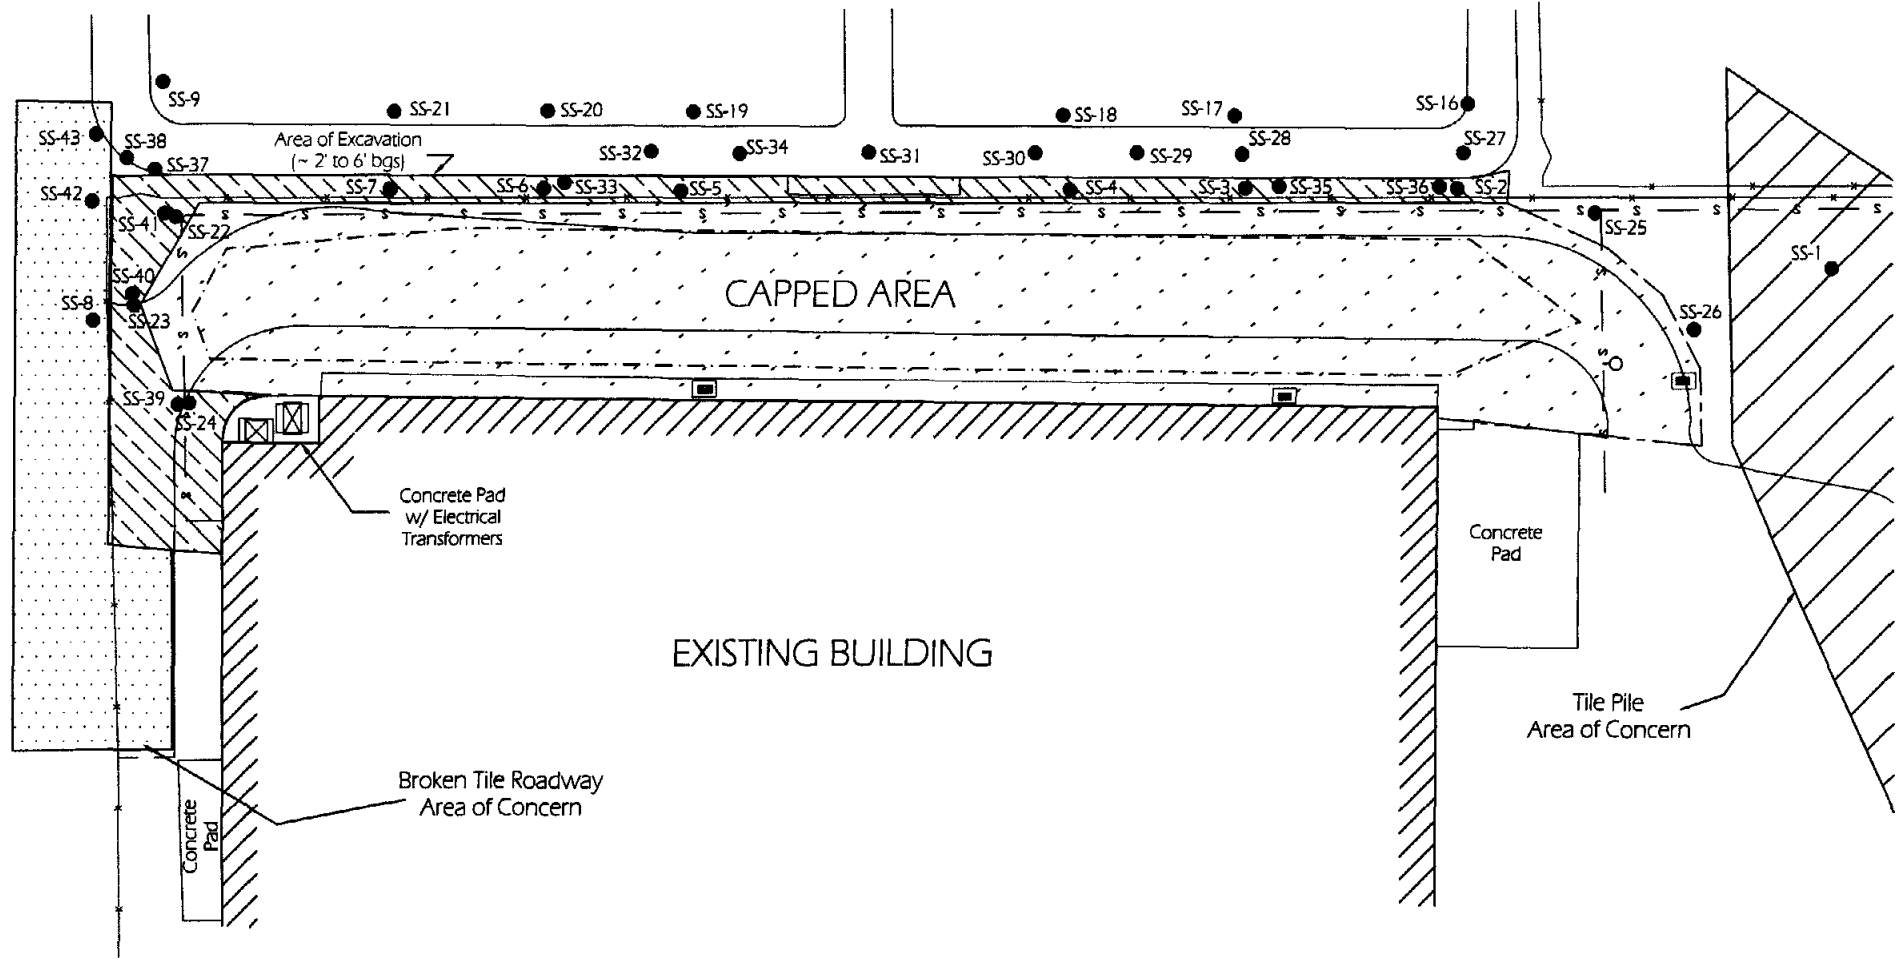 SS-9
SS-21
SS-20
SS-19
SS-18
SS-17
SS-16
SS-43
SS-38
SS-37
Area of Excavation
(~ 2' to 6' bgs)
SS-32
SS-34
SS-31
SS-30
SS-29
SS-28
SS-27
SS-42
SS-7
SS-6
SS-33
SS-5
SS-4
SS-3
SS-35
SS-36
SS-2
SS-41
SS-22
S S S S S S S S S S S S S S S S S S S S S
SS-25
SS-1
SS-40
SS-8
SS-23
S
S
CAPPED AREA
S
S
SS-26
SS-39
SS-24
S
S
Concrete Pad
w/ Electrical
Transformers
Concrete
Pad
EXISTING BUILDING
Tile Pile
Area of Concern
Broken Tile Roadway
Area of Concern
Concrete
Pad